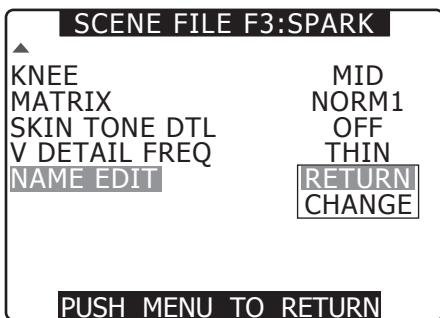 SCENE FILE F3:SPARK
KNEE MID
MATRIX NORM1
SKIN TONE DTL OFF
V DETAIL FREQ THIN
NAME EDIT RETURN
CHANGE
PUSH MENU TO RETURN